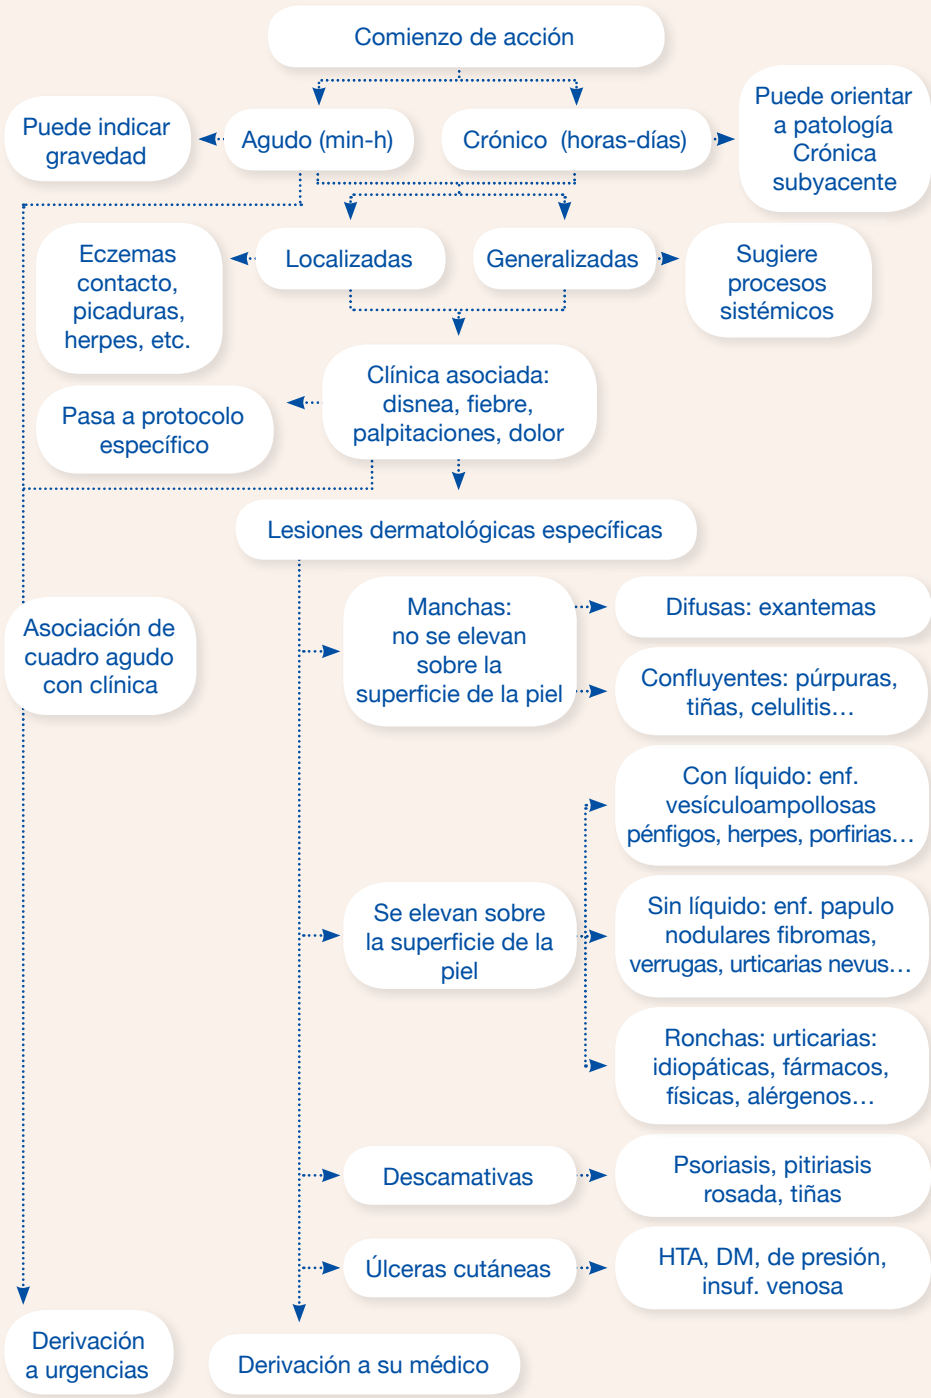 Comienzo de acción
Puede indicar
gravedad
Agudo (min-h)
Crónico (horas-días)
Puede orientar
a patología
Crónica
subyacente
Eczemas
contacto,
picaduras,
herpes, etc.
Localizadas
Generalizadas
Sugiere
procesos
sistémicos
Clínica asociada:
disnea, fiebre,
palpitaciones, dolor
Pasa a protocolo
específico
Lesiones dermatológicas específicas
Asociación de
cuadro agudo
con clínica
Manchas:
no se elevan
sobre la
superficie de la piel
Difusas: exantemas
Confluyentes: púrpuras,
tiñas, celulitis…
Se elevan sobre
la superficie de la
piel
Con líquido: enf.
vesículoampollosas
pénfigos, herpes, porfirias…
Sin líquido: enf. papulo
nodulares fibromas,
verrugas, urticarias nevus…
Ronchas: urticarias:
idiopáticas, fármacos,
físicas, alérgenos…
Descamativas
Psoriasis, pitiriasis
rosada, tiñas
Úlceras cutáneas
HTA, DM, de presión,
insuf. venosa
Derivación
a urgencias
Derivación a su médico